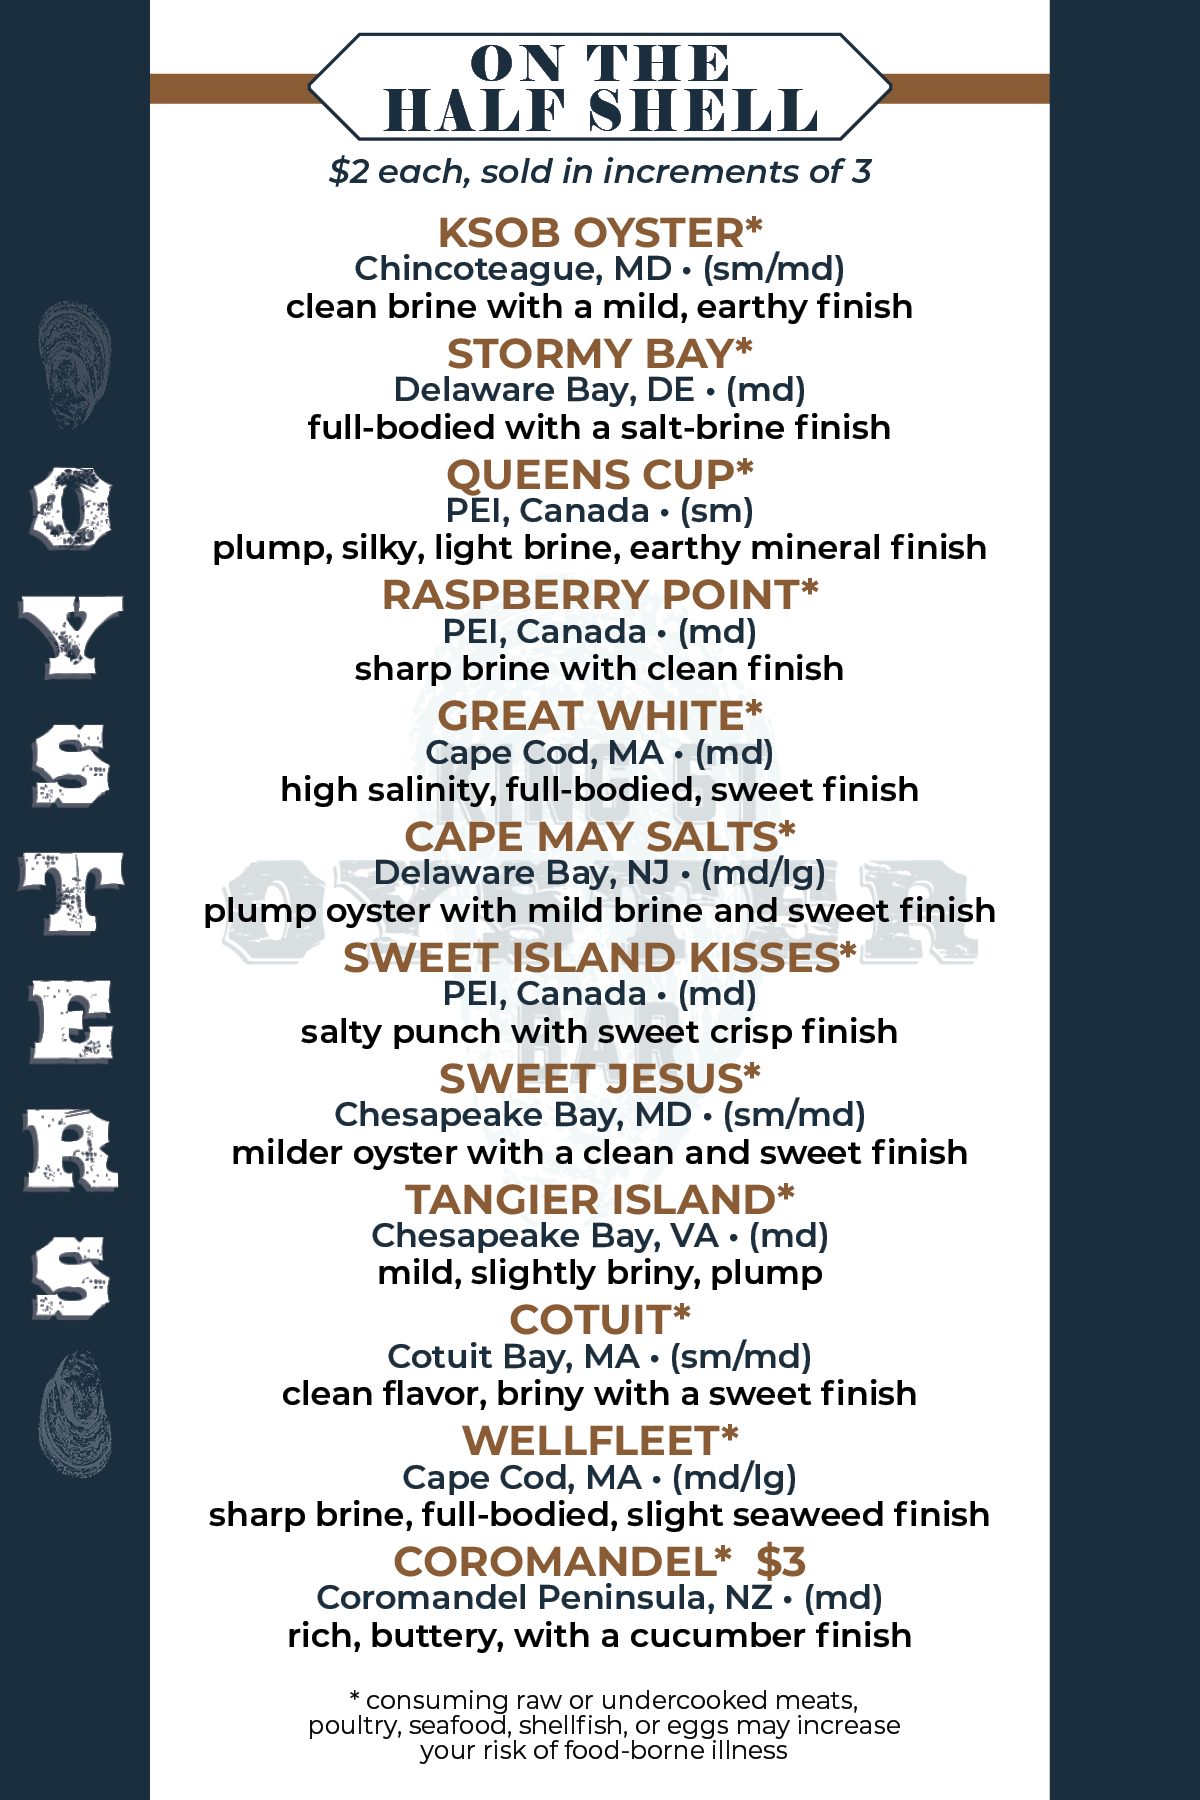 ON THE
HALF SHELL
$2 each, sold in increments of 3
KSOB OYSTER*
Chincoteague, MD • (sm/md)
clean brine with a mild, earthy finish
STORMY BAY*
Delaware Bay, DE • (md)
full-bodied with a salt-brine finish
QUEENS CUP*
PEI, Canada • (sm)
plump, silky, light brine, earthy mineral finish
RASPBERRY POINT*
PEI, Canada • (md)
sharp brine with clean finish
GREAT WHITE*
Cape Cod, MA • (md)
high salinity, full-bodied, sweet finish
CAPE MAY SALTS*
Delaware Bay, NJ • (md/lg)
plump oyster with mild brine and sweet finish
SWEET ISLAND KISSES*
PEI, Canada • (md)
salty punch with sweet crisp finish
SWEET JESUS*
Chesapeake Bay, MD • (sm/md)
milder oyster with a clean and sweet finish
TANGIER ISLAND*
Chesapeake Bay, VA • (md)
mild, slightly briny, plump
COTUIT*
Cotuit Bay, MA • (sm/md)
clean flavor, briny with a sweet finish
WELLFLEET*
Cape Cod, MA • (md/lg)
sharp brine, full-bodied, slight seaweed finish
COROMANDEL* $3
Coromandel Peninsula, NZ • (md)
rich, buttery, with a cucumber finish
* consuming raw or undercooked meats,
poultry, seafood, shellfish, or eggs may increase
your risk of food-borne illness
OYSTERS
OYSTER
BAR